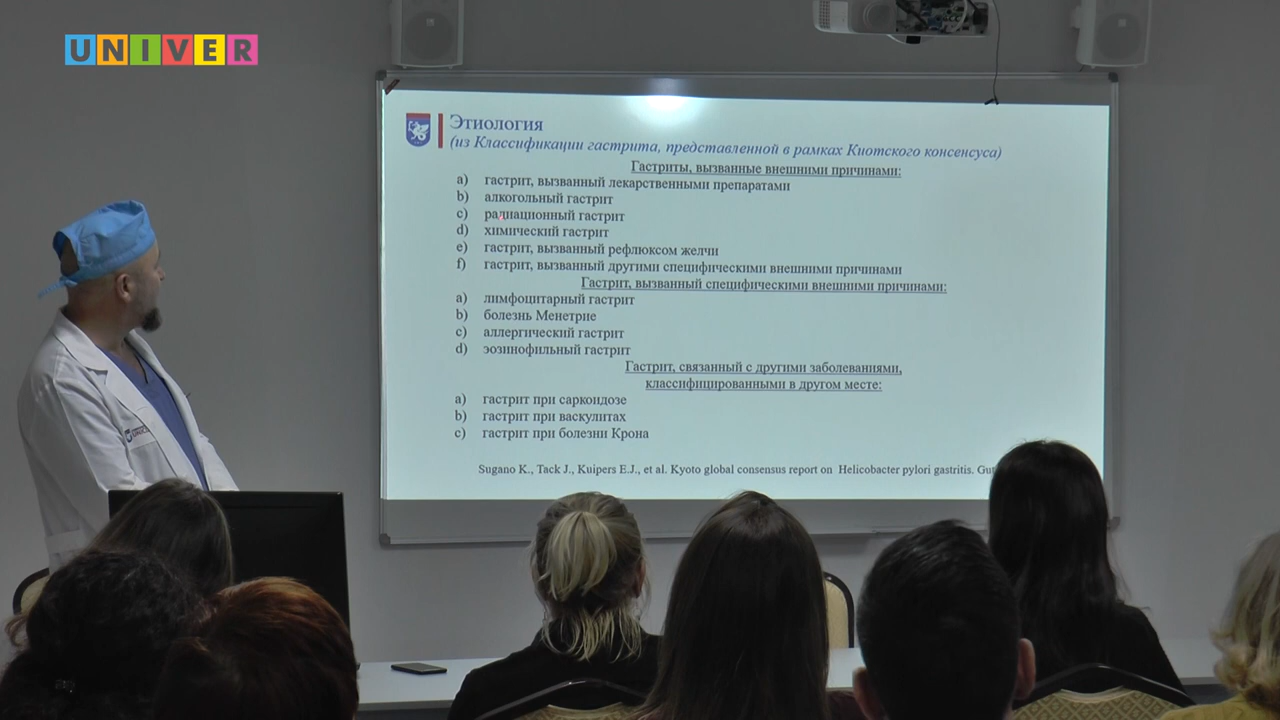 UNIVER
Этиология
(из Классификации гастрита, представленной в рамках Киотского консенсуса)
Гастриты, вызванные внешними причинами:
a) гастрит, вызванный лекарственными препаратами
b) алкогольный гастрит
c) радиационный гастрит
d) химический гастрит
e) гастрит, вызванный рефлюксом желчи
f) гастрит, вызванный другими специфическими внешними причинами
Гастрит, вызванный специфическими внешними причинами:
a) лимфоцитарный гастрит
b) болезнь Менетрие
c) аллергический гастрит
d) эозинофильный гастрит
Гастрит, связанный с другими заболеваниями,
классифицированными в другом месте:
a) гастрит при саркоидозе
b) гастрит при васкулитах
c) гастрит при болезни Крона
Sugano K., Tack J., Kuipers E.J., et al. Kyoto global consensus report on Helicobacter pylori gastritis.